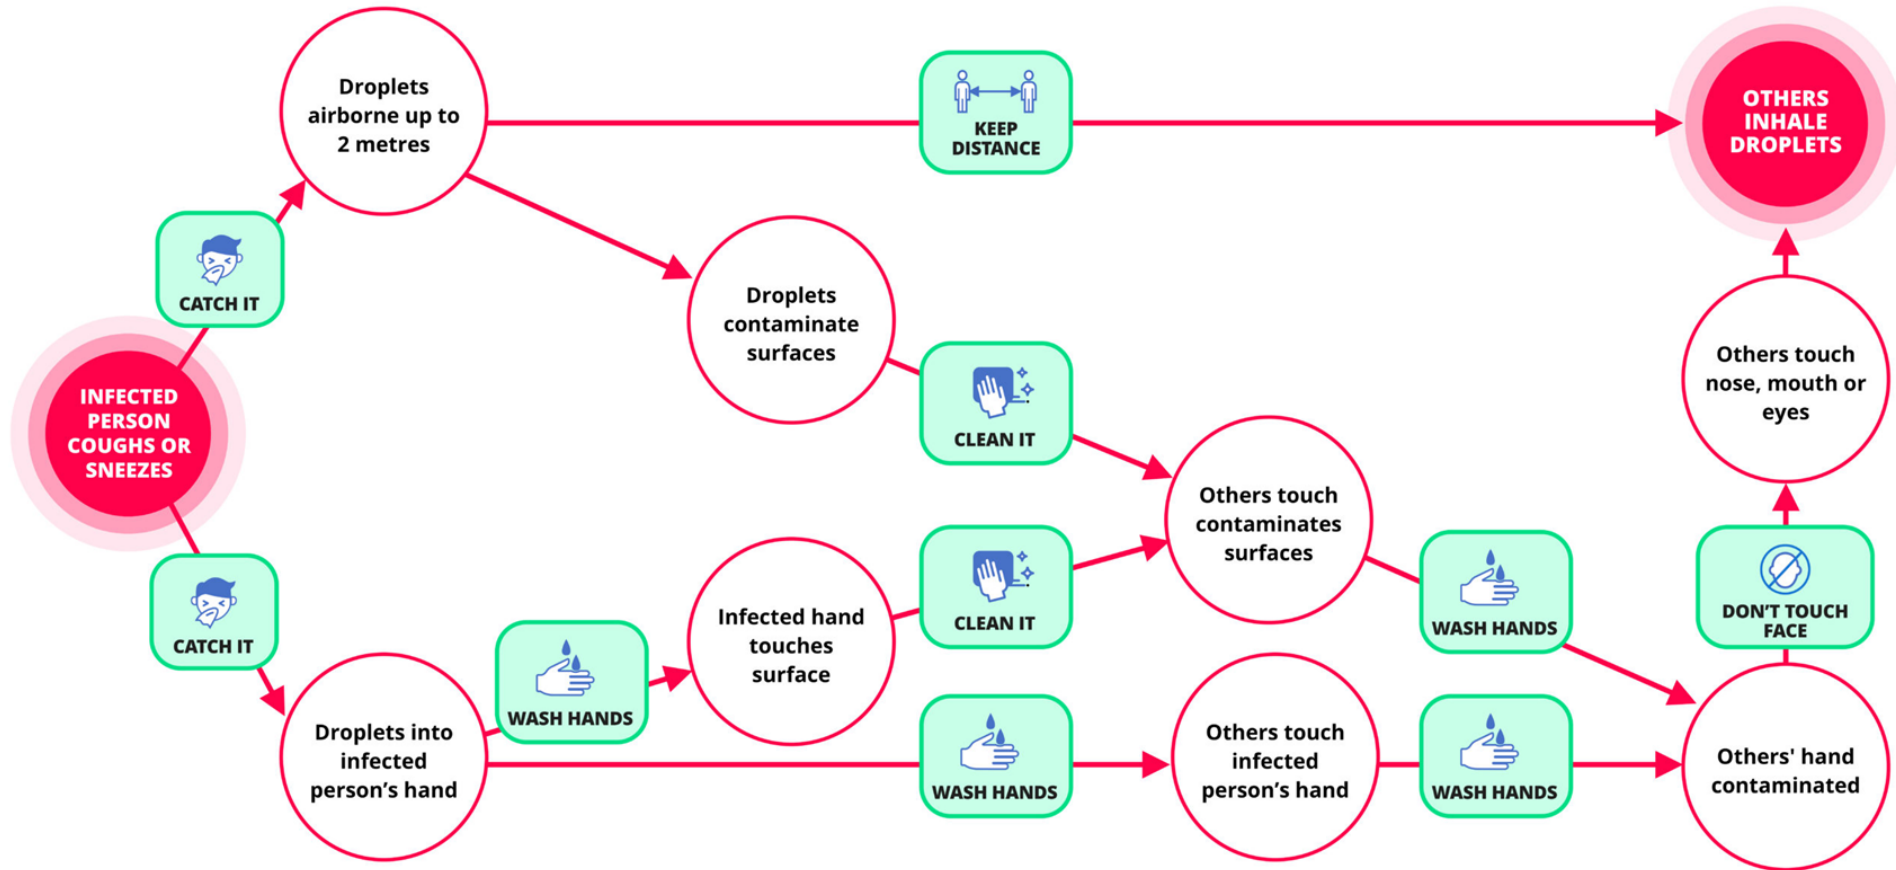 Droplets
airborne up to
2 metres
KEEP
DISTANCE
OTHERS
INHALE
DROPLETS
CATCH IT
INFECTED
PERSON
COUGHS OR
SNEEZES
Droplets
contaminate
surfaces
CLEAN IT
Others touch
nose, mouth or
eyes
Others touch
contaminates
surfaces
CATCH IT
Droplets into
infected
person's hand
WASH HANDS
Infected hand
touches
surface
CLEAN IT
WASH HANDS
DON'T TOUCH
FACE
WASH HANDS
Others touch
infected
person's hand
WASH HANDS
Others' hand
contaminated